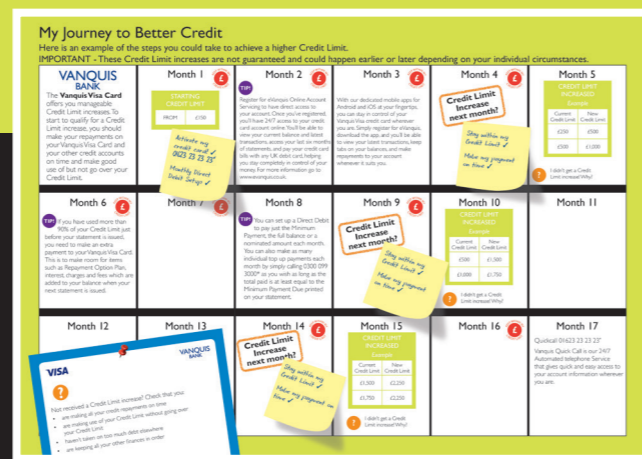 My Journey to Better Credit
Here is an example of the steps you could take to achieve a higher Credit Limit.
IMPORTANT - These Credit Limit increases are not guaranteed and could happen earlier or later depending on your individual circumstances.
VANQUIS
BANK
The Vanquis Visa Card
offers you manageable
Credit Limit increases. To
start to qualify for a Credit
Limit increase, you should
make your repayments on
your Vanquis Visa Card and
your other credit accounts
on time and make good
use of but not go over your
Credit Limit.
Month 1
£
STARTING
CREDIT LIMIT
FROM £150
Activate my
credit card! ✓
01623 23 23 23*
Monthly Direct
Debit Setup! ✓
Month 2
TIP!
Register for eVanquis Online Account
Servicing to have direct access to
your account. Once you've registered,
you'll have 24/7 access to your credit
card account online. You'll be able to
view your current balance and latest
transactions, access your last six months
of statements, and pay your credit card
bills with any UK debit card, helping
you stay completely in control of your
money. For more information go to
www.evanquis.co.uk.
Month 3
With our dedicated mobile apps for
Android and iOS at your fingertips,
you can stay in control of your
Vanquis Visa credit card wherever
you are. Simply register for eVanquis,
download the app and you'll be able
to view your latest transactions, keep
tabs on your balances, and make
repayments to your account
whenever it suits you.
Month 4
£
Credit Limit
Increase
next month?
Stay within my
Credit Limit ✓
Make my payment
on time ✓
Month 5
CREDIT LIMIT
INCREASED
Example
Current
Credit Limit
New
Credit Limit
£250 £500
£500 £1,000
?
I didn't get a Credit
Limit increase! Why?
Month 6
£
TIP!
If you have used more than
90% of your Credit Limit just
before your statement is issued,
you need to make an extra
payment to your Vanquis Visa Card.
This is to make room for items
such as Repayment Option Plan,
interest, charges and fees which are
added to your balance when your
next statement is issued.
Month 7
£
Month 8
TIP!
You can set up a Direct Debit
to pay just the Minimum
Payment, the full balance or a
nominated amount each month.
You can also make as many
individual top up payments each
month by simply calling 0300 099
3000* as you wish as long as the
total paid is at least equal to the
Minimum Payment Due printed
on your statement.
Month 9
£
Credit Limit
Increase
next month?
Stay within my
Credit Limit ✓
Make my payment
on time ✓
Month 10
£
CREDIT LIMIT
INCREASED
Example
Current
Credit Limit
New
Credit Limit
£500 £1,500
£1,000 £1,750
?
I didn't get a Credit
Limit increase! Why?
Month 11
Month 12
Month 13
Month 14
£
Credit Limit
Increase
next month?
Stay within my
Credit Limit ✓
Make my payment on
time ✓
Month 15
£
CREDIT LIMIT
INCREASED
Example
Current
Credit Limit
New
Credit Limit
£1,500 £2,250
£1,750 £2,250
?
I didn't get a Credit
Limit increase! Why?
Month 16
£
Month 17
Quickcall 01623 23 23 23*
Vanquis Quick Call is our 24/7
Automated telephone Service
that gives quick and easy access to
your account information wherever
you are.
VISA
VANQUIS
BANK
?
Not received a Credit Limit increase? Check that you:
• are making all your credit repayments on time
• are making use of your Credit Limit without going over
your Credit Limit
• haven't taken on too much debt elsewhere
• are keeping all your other finances in order